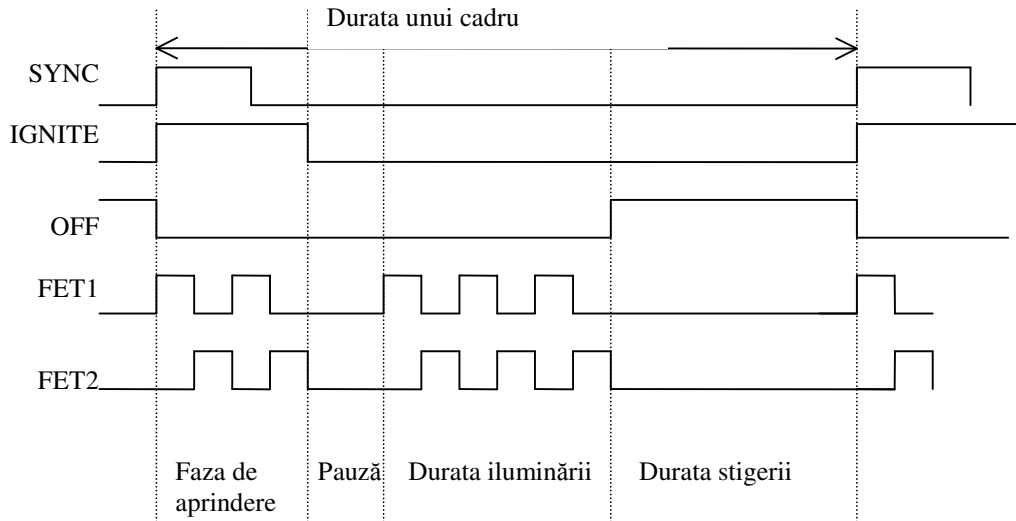 Durata unui cadru
SYNC
IGNITE
OFF
FET1
FET2
Faza de
aprindere
Pauză
Durata iluminării
Durata stigerii